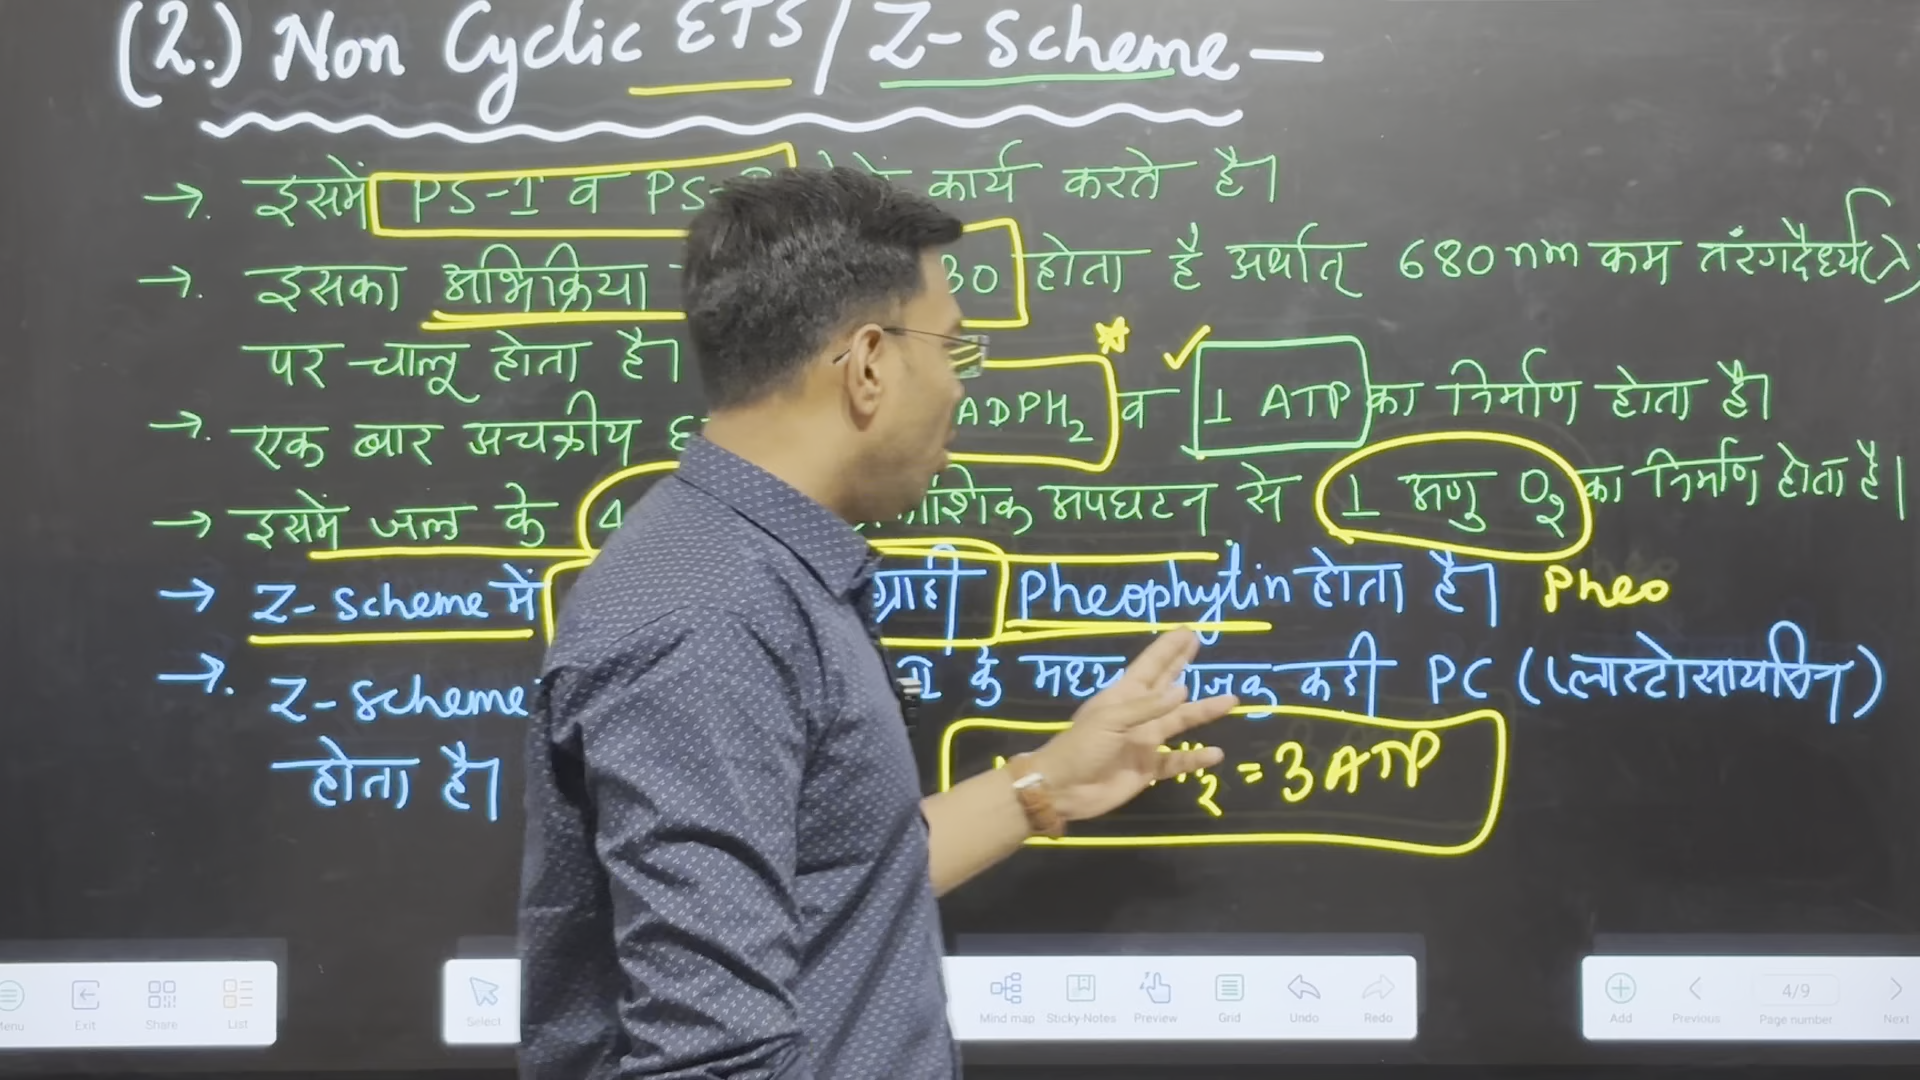 (2.) Non Cyclic ETS / Z-Scheme —
→. इसमें PS-I व PS- कार्य करते है।
→. इसका अभिक्रिया 80 होता है अर्थात् 680nm कम तरंगदैर्ध्य(λ)
पर चालू होता है।
→. एक बार अचक्रीय ADPH2 व 1 ATP का निर्माण होता है।
→ इसमें जल के 4 अपघटन से 1 अणु O2 का निर्माण होता है।
→ Z-Scheme में ग्राही Pheophytin होता है। Pheo
→. Z-Scheme के मध्य कडी PC (प्लास्टोसायनिन)
होता है। = 3 ATP
Menu Exit Share List Select Mind map Sticky Notes Preview Grid Undo Redo Add Previous 4/9 Page number Next